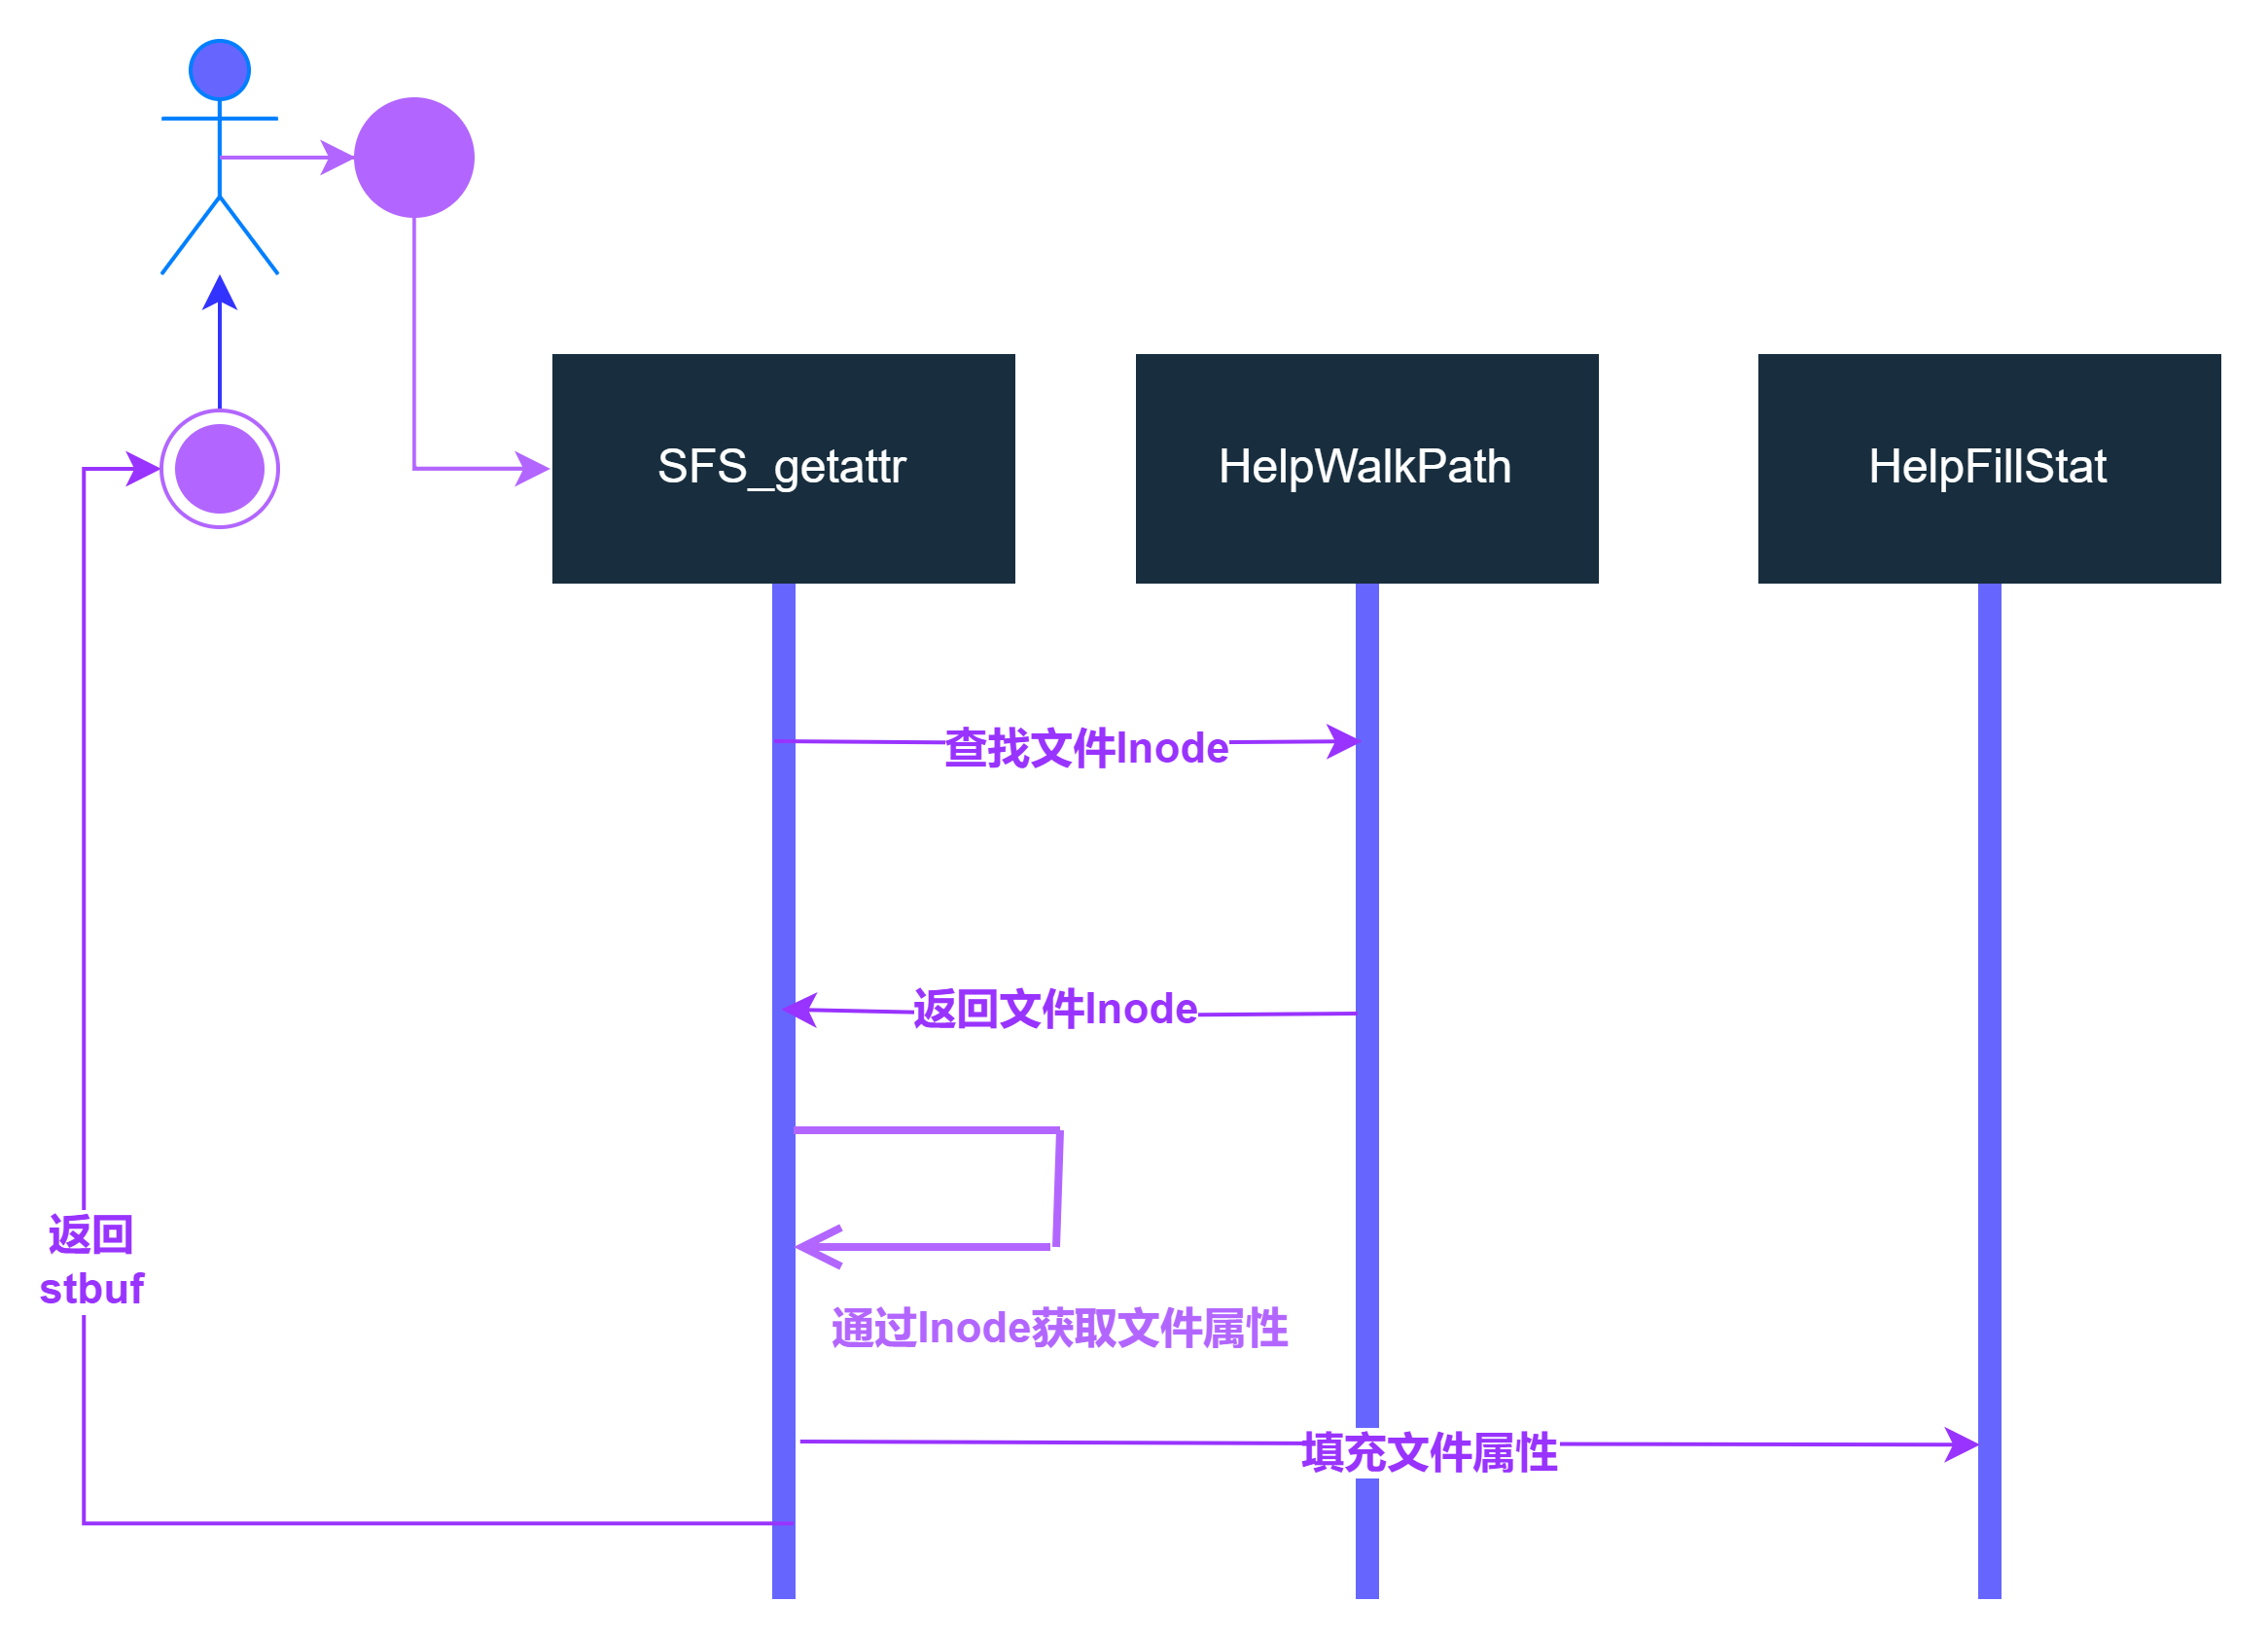 SFS_getattr
HelpWalkPath
HelpFillStat
查找文件Inode
返回文件Inode
返回
stbuf
通过Inode获取文件属性
填充文件属性